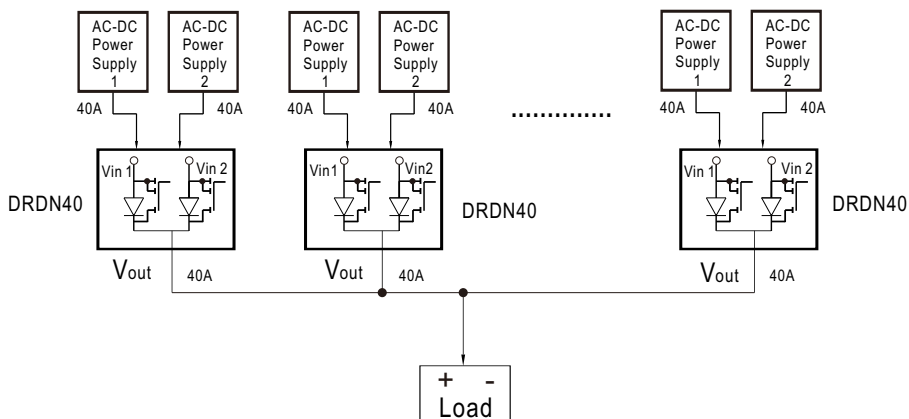 AC-DC
Power
Supply
1
AC-DC
Power
Supply
2
AC-DC
Power
Supply
1
AC-DC
Power
Supply
2
AC-DC
Power
Supply
1
AC-DC
Power
Supply
2
40A
40A
40A
40A
40A
40A
Vin 1
Vin 2
Vin1
Vin2
Vin 1
Vin 2
DRDN40
DRDN40
DRDN40
Vout
40A
Vout
40A
Vout
40A
+ -
Load